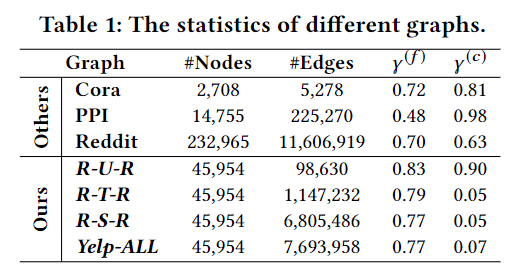 Table 1: The statistics of different graphs.
Graph #Nodes #Edges γ(f) γ(c)
Others
Cora 2,708 5,278 0.72 0.81
PPI 14,755 225,270 0.48 0.98
Reddit 232,965 11,606,919 0.70 0.63
Ours
R-U-R 45,954 98,630 0.83 0.90
R-T-R 45,954 1,147,232 0.79 0.05
R-S-R 45,954 6,805,486 0.77 0.05
Yelp-ALL 45,954 7,693,958 0.77 0.07